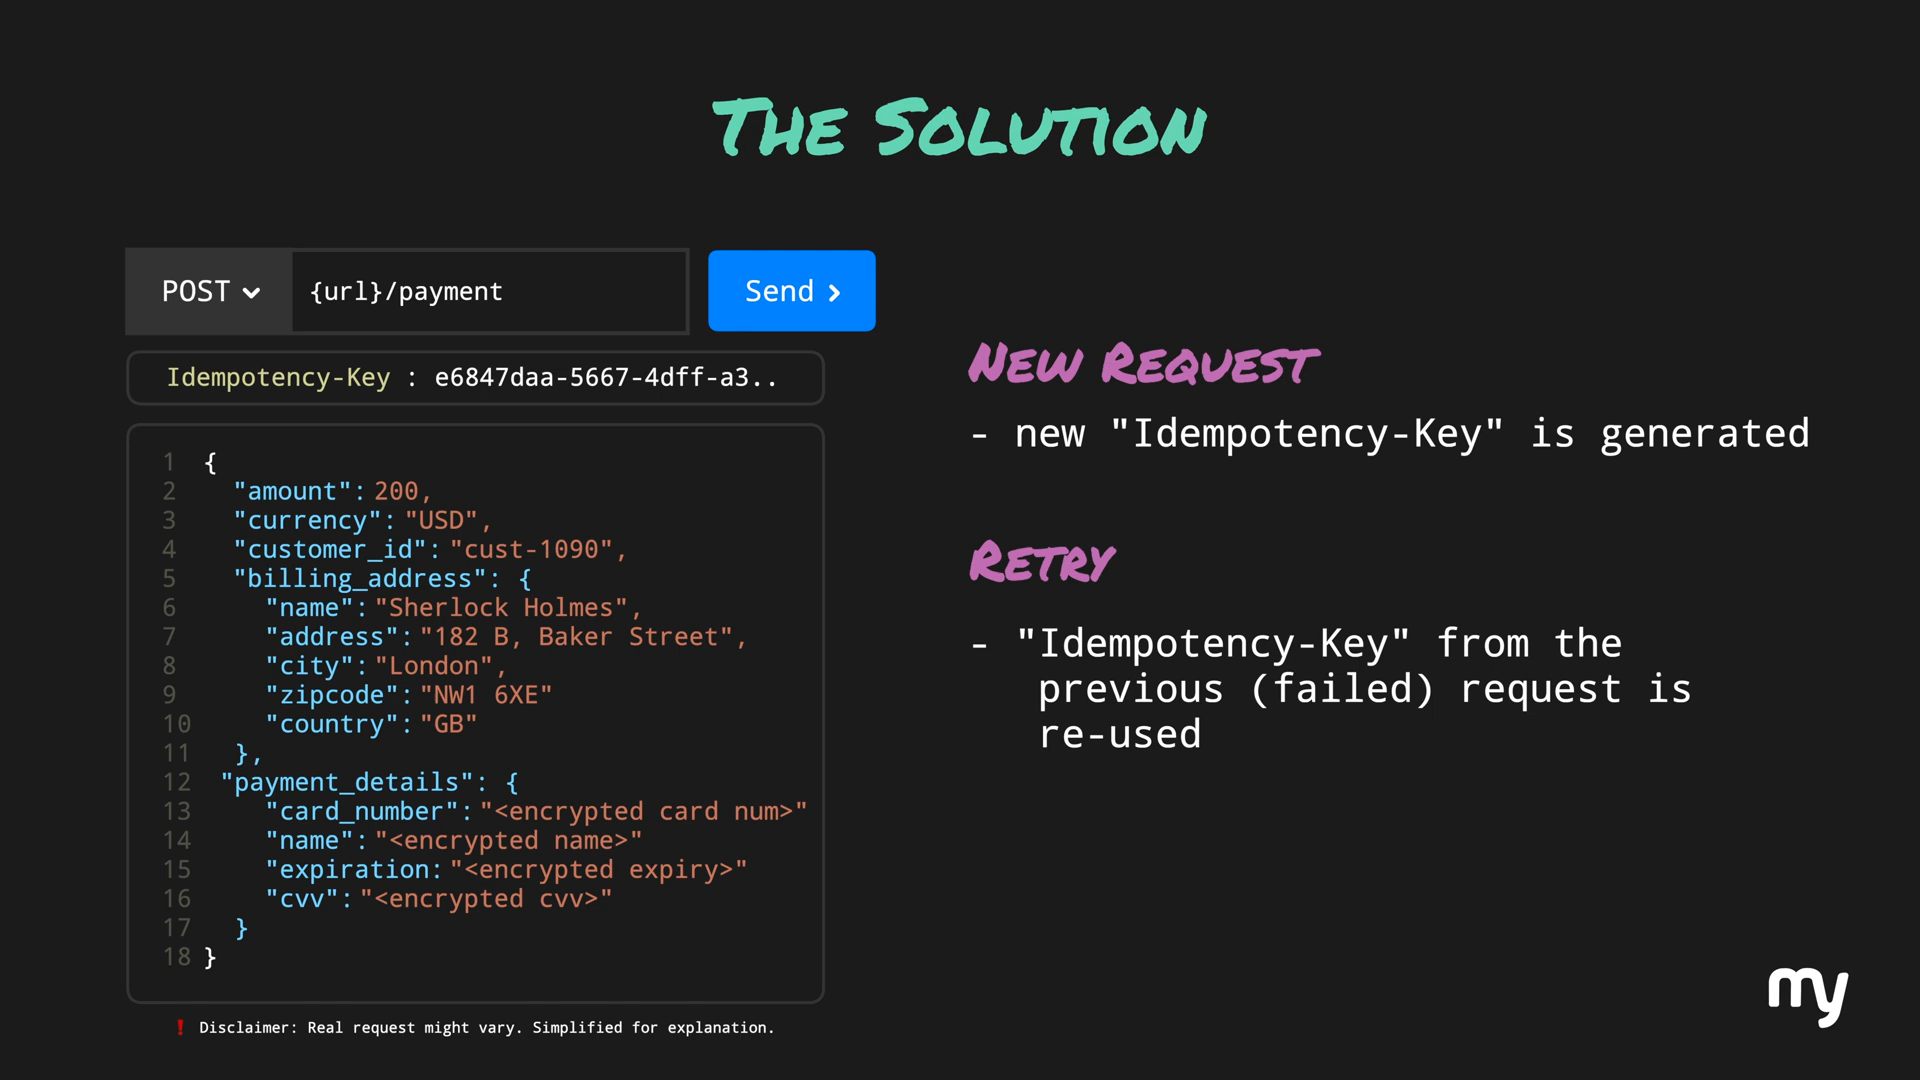 The Solution
POST
{url}/payment
Send
Idempotency-Key : e6847daa-5667-4dff-a3..
1 {
2 "amount": 200,
3 "currency": "USD",
4 "customer_id": "cust-1090",
5 "billing_address": {
6 "name": "Sherlock Holmes",
7 "address": "182 B, Baker Street",
8 "city": "London",
9 "zipcode": "NW1 6XE"
10 "country": "GB"
11 },
12 "payment_details": {
13 "card_number": "<encrypted card num>"
14 "name": "<encrypted name>"
15 "expiration: "<encrypted expiry>"
16 "cvv": "<encrypted cvv>"
17 }
18 }
❗ Disclaimer: Real request might vary. Simplified for explanation.
New Request
- new "Idempotency-Key" is generated
Retry
- "Idempotency-Key" from the
previous (failed) request is
re-used
my